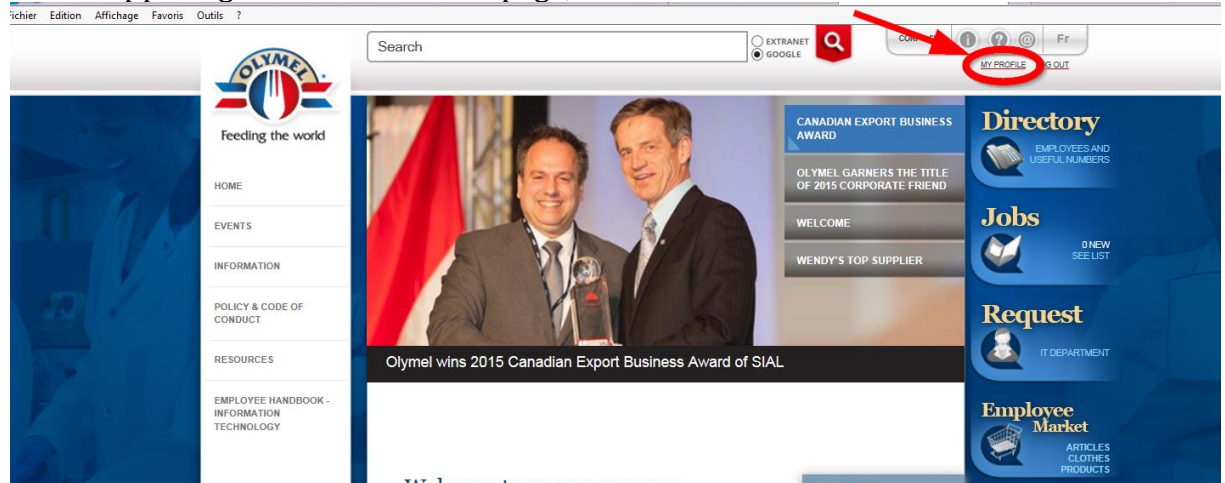 Fichier Edition Affichage Favoris Outils ?
Search
EXTRANET
GOOGLE
Fr
MY PROFILE
OUT
OLYMEL
Feeding the world
HOME
EVENTS
INFORMATION
POLICY & CODE OF
CONDUCT
RESOURCES
EMPLOYEE HANDBOOK -
INFORMATION
TECHNOLOGY
CANADIAN EXPORT BUSINESS
AWARD
OLYMEL GARNERS THE TITLE
OF 2015 CORPORATE FRIEND
WELCOME
WENDY'S TOP SUPPLIER
Olymel wins 2015 Canadian Export Business Award of SIAL
Directory
EMPLOYEES AND
USEFUL NUMBERS
Jobs
0 NEW
SEE LIST
Request
IT DEPARTMENT
Employee
Market
ARTICLES
CLOTHES
PRODUCTS